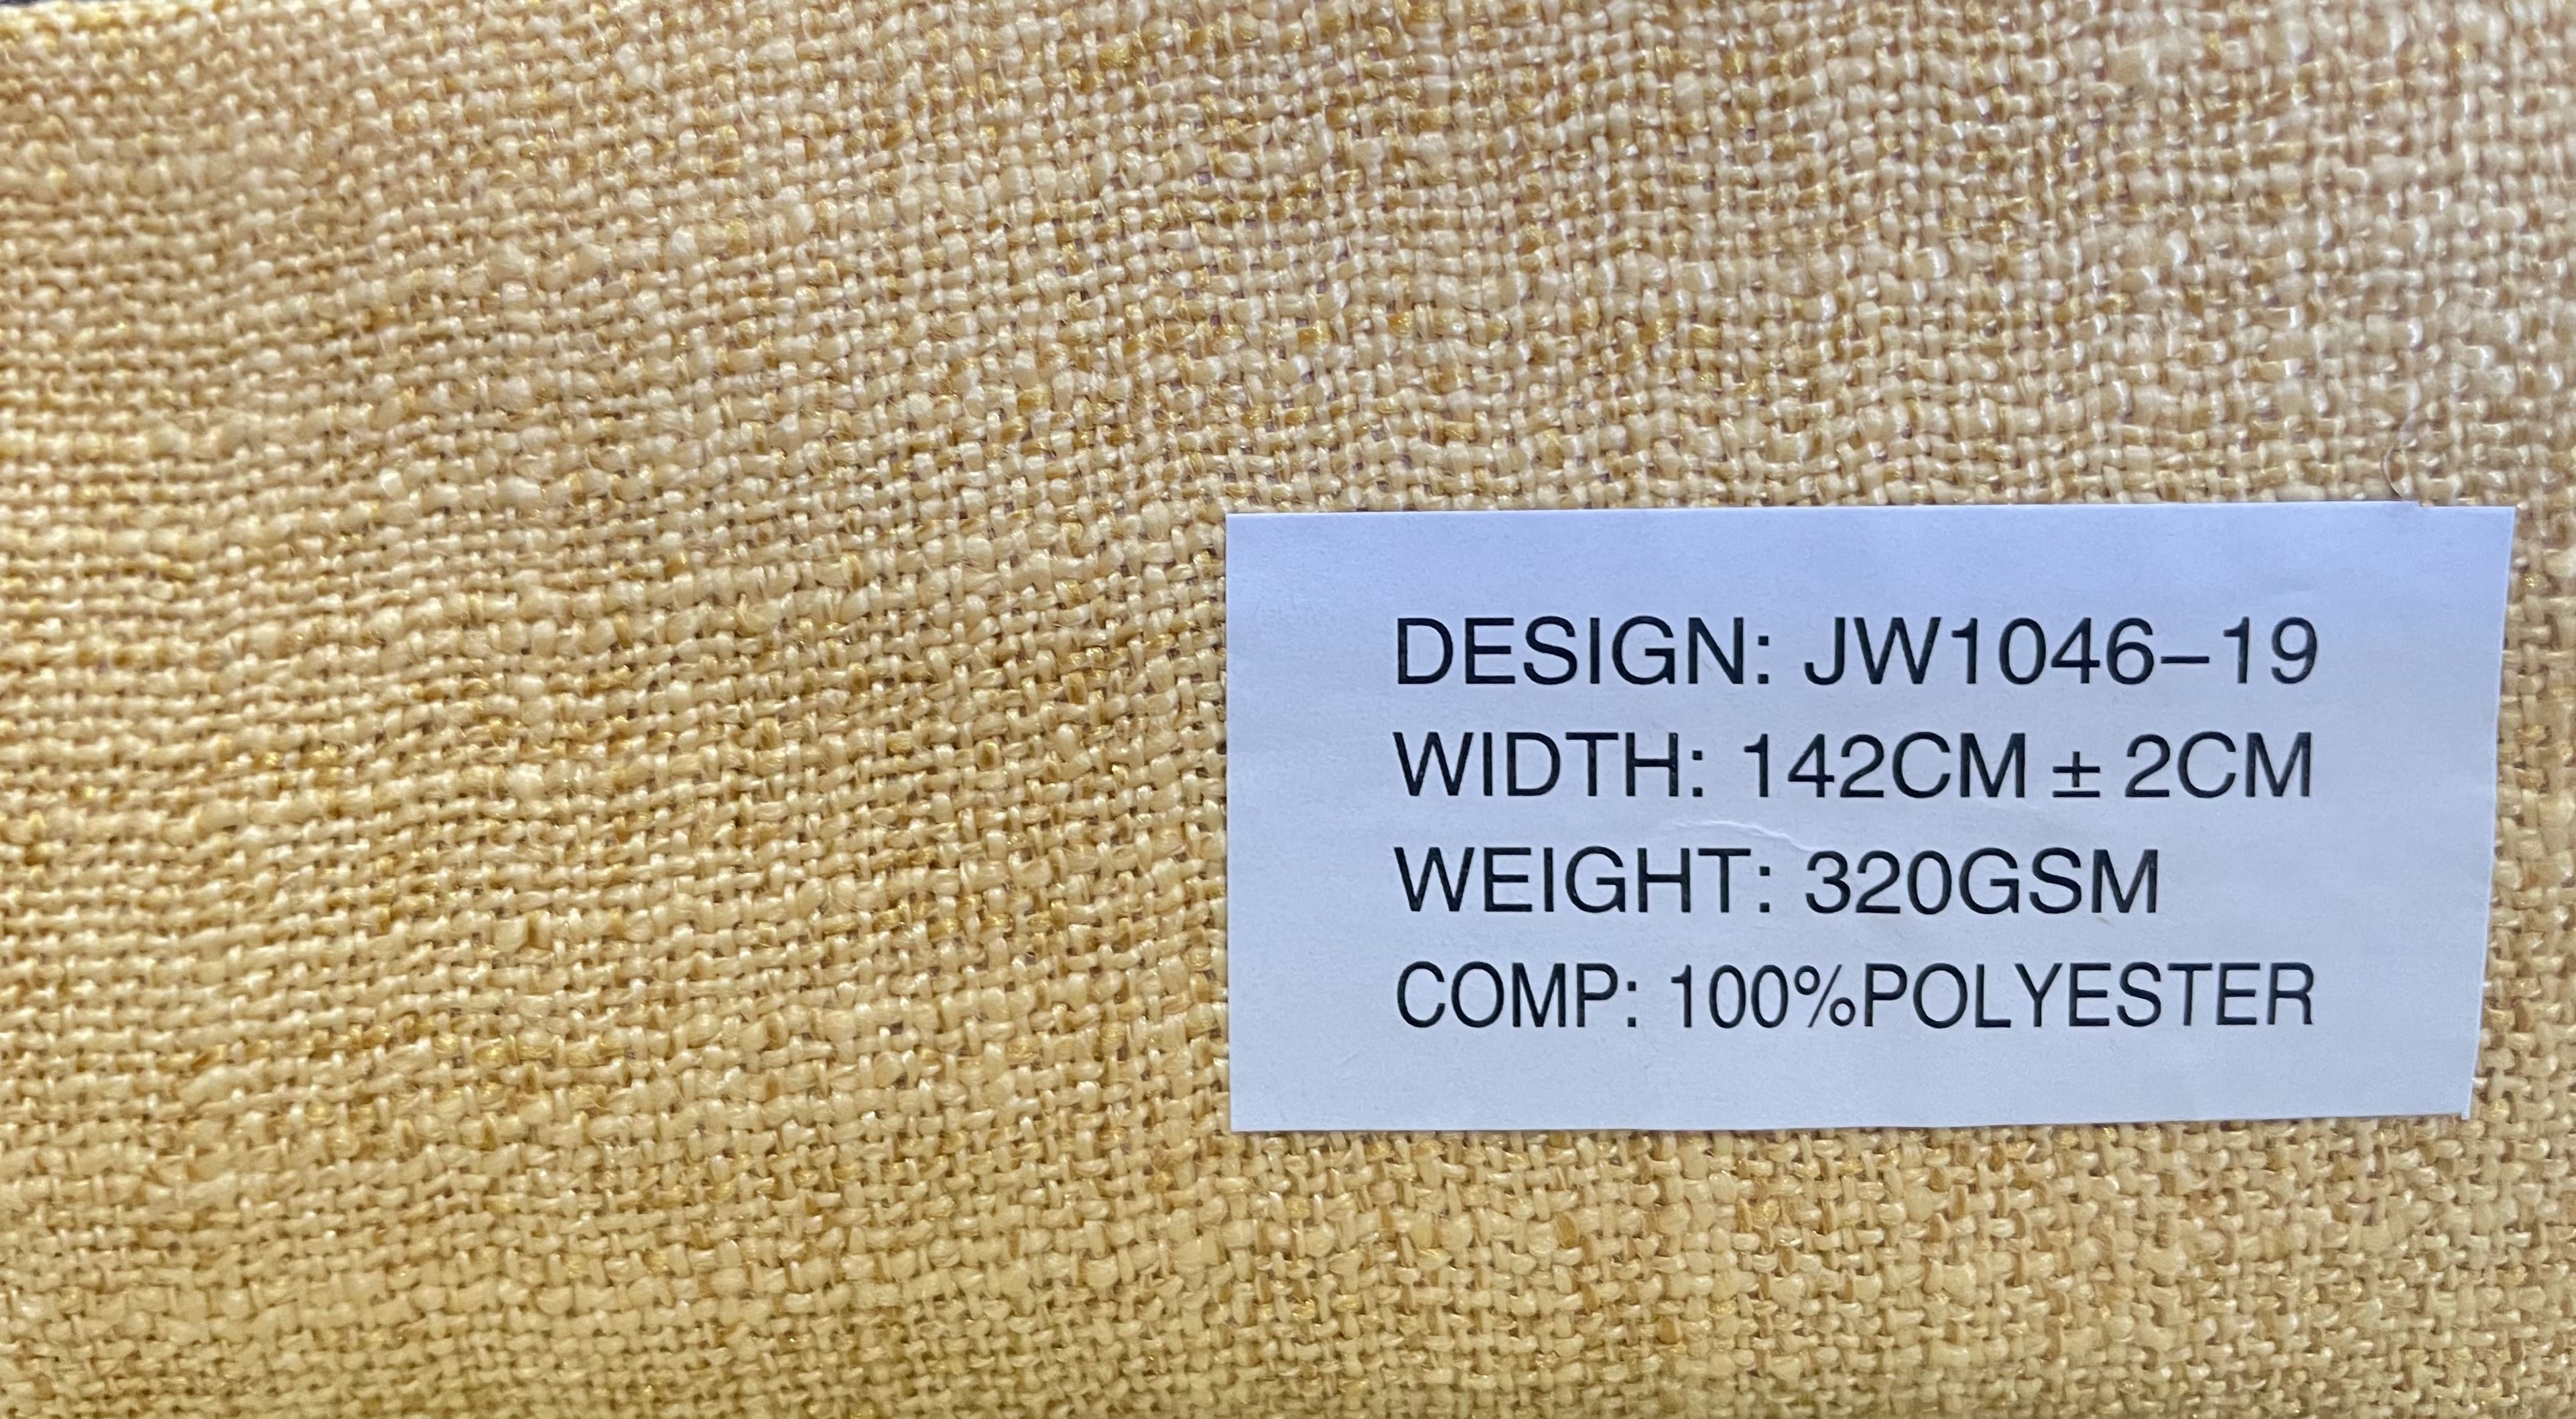 DESIGN: JW1046-19
WIDTH: 142CM ± 2CM
WEIGHT: 320GSM
COMP: 100%POLYESTER